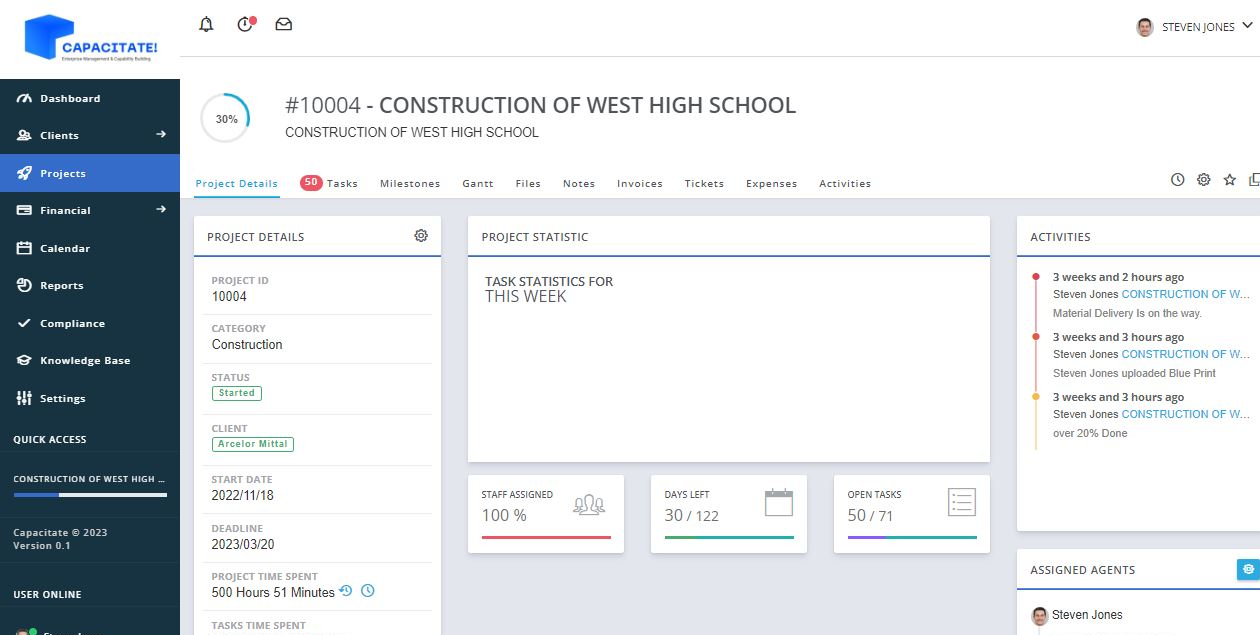 CAPACITATE!
Enterprise Management & Capability Building
STEVEN JONES
Dashboard
Clients
Projects
Financial
Calendar
Reports
Compliance
Knowledge Base
Settings
QUICK ACCESS
CONSTRUCTION OF WEST HIGH ...
Capacitate © 2023
Version 0.1
USER ONLINE
30%
#10004 - CONSTRUCTION OF WEST HIGH SCHOOL
CONSTRUCTION OF WEST HIGH SCHOOL
Project Details 50 Tasks Milestones Gantt Files Notes Invoices Tickets Expenses Activities
PROJECT DETAILS
PROJECT ID
10004
CATEGORY
Construction
STATUS
Started
CLIENT
Arcelor Mittal
START DATE
2022/11/18
DEADLINE
2023/03/20
PROJECT TIME SPENT
500 Hours 51 Minutes
TASKS TIME SPENT
PROJECT STATISTIC
TASK STATISTICS FOR
THIS WEEK
STAFF ASSIGNED
100 %
DAYS LEFT
30 / 122
OPEN TASKS
50 / 71
ACTIVITIES
3 weeks and 2 hours ago
Steven Jones CONSTRUCTION OF W...
Material Delivery Is on the way.
3 weeks and 3 hours ago
Steven Jones CONSTRUCTION OF W...
Steven Jones uploaded Blue Print
3 weeks and 3 hours ago
Steven Jones CONSTRUCTION OF W...
over 20% Done
ASSIGNED AGENTS
Steven Jones